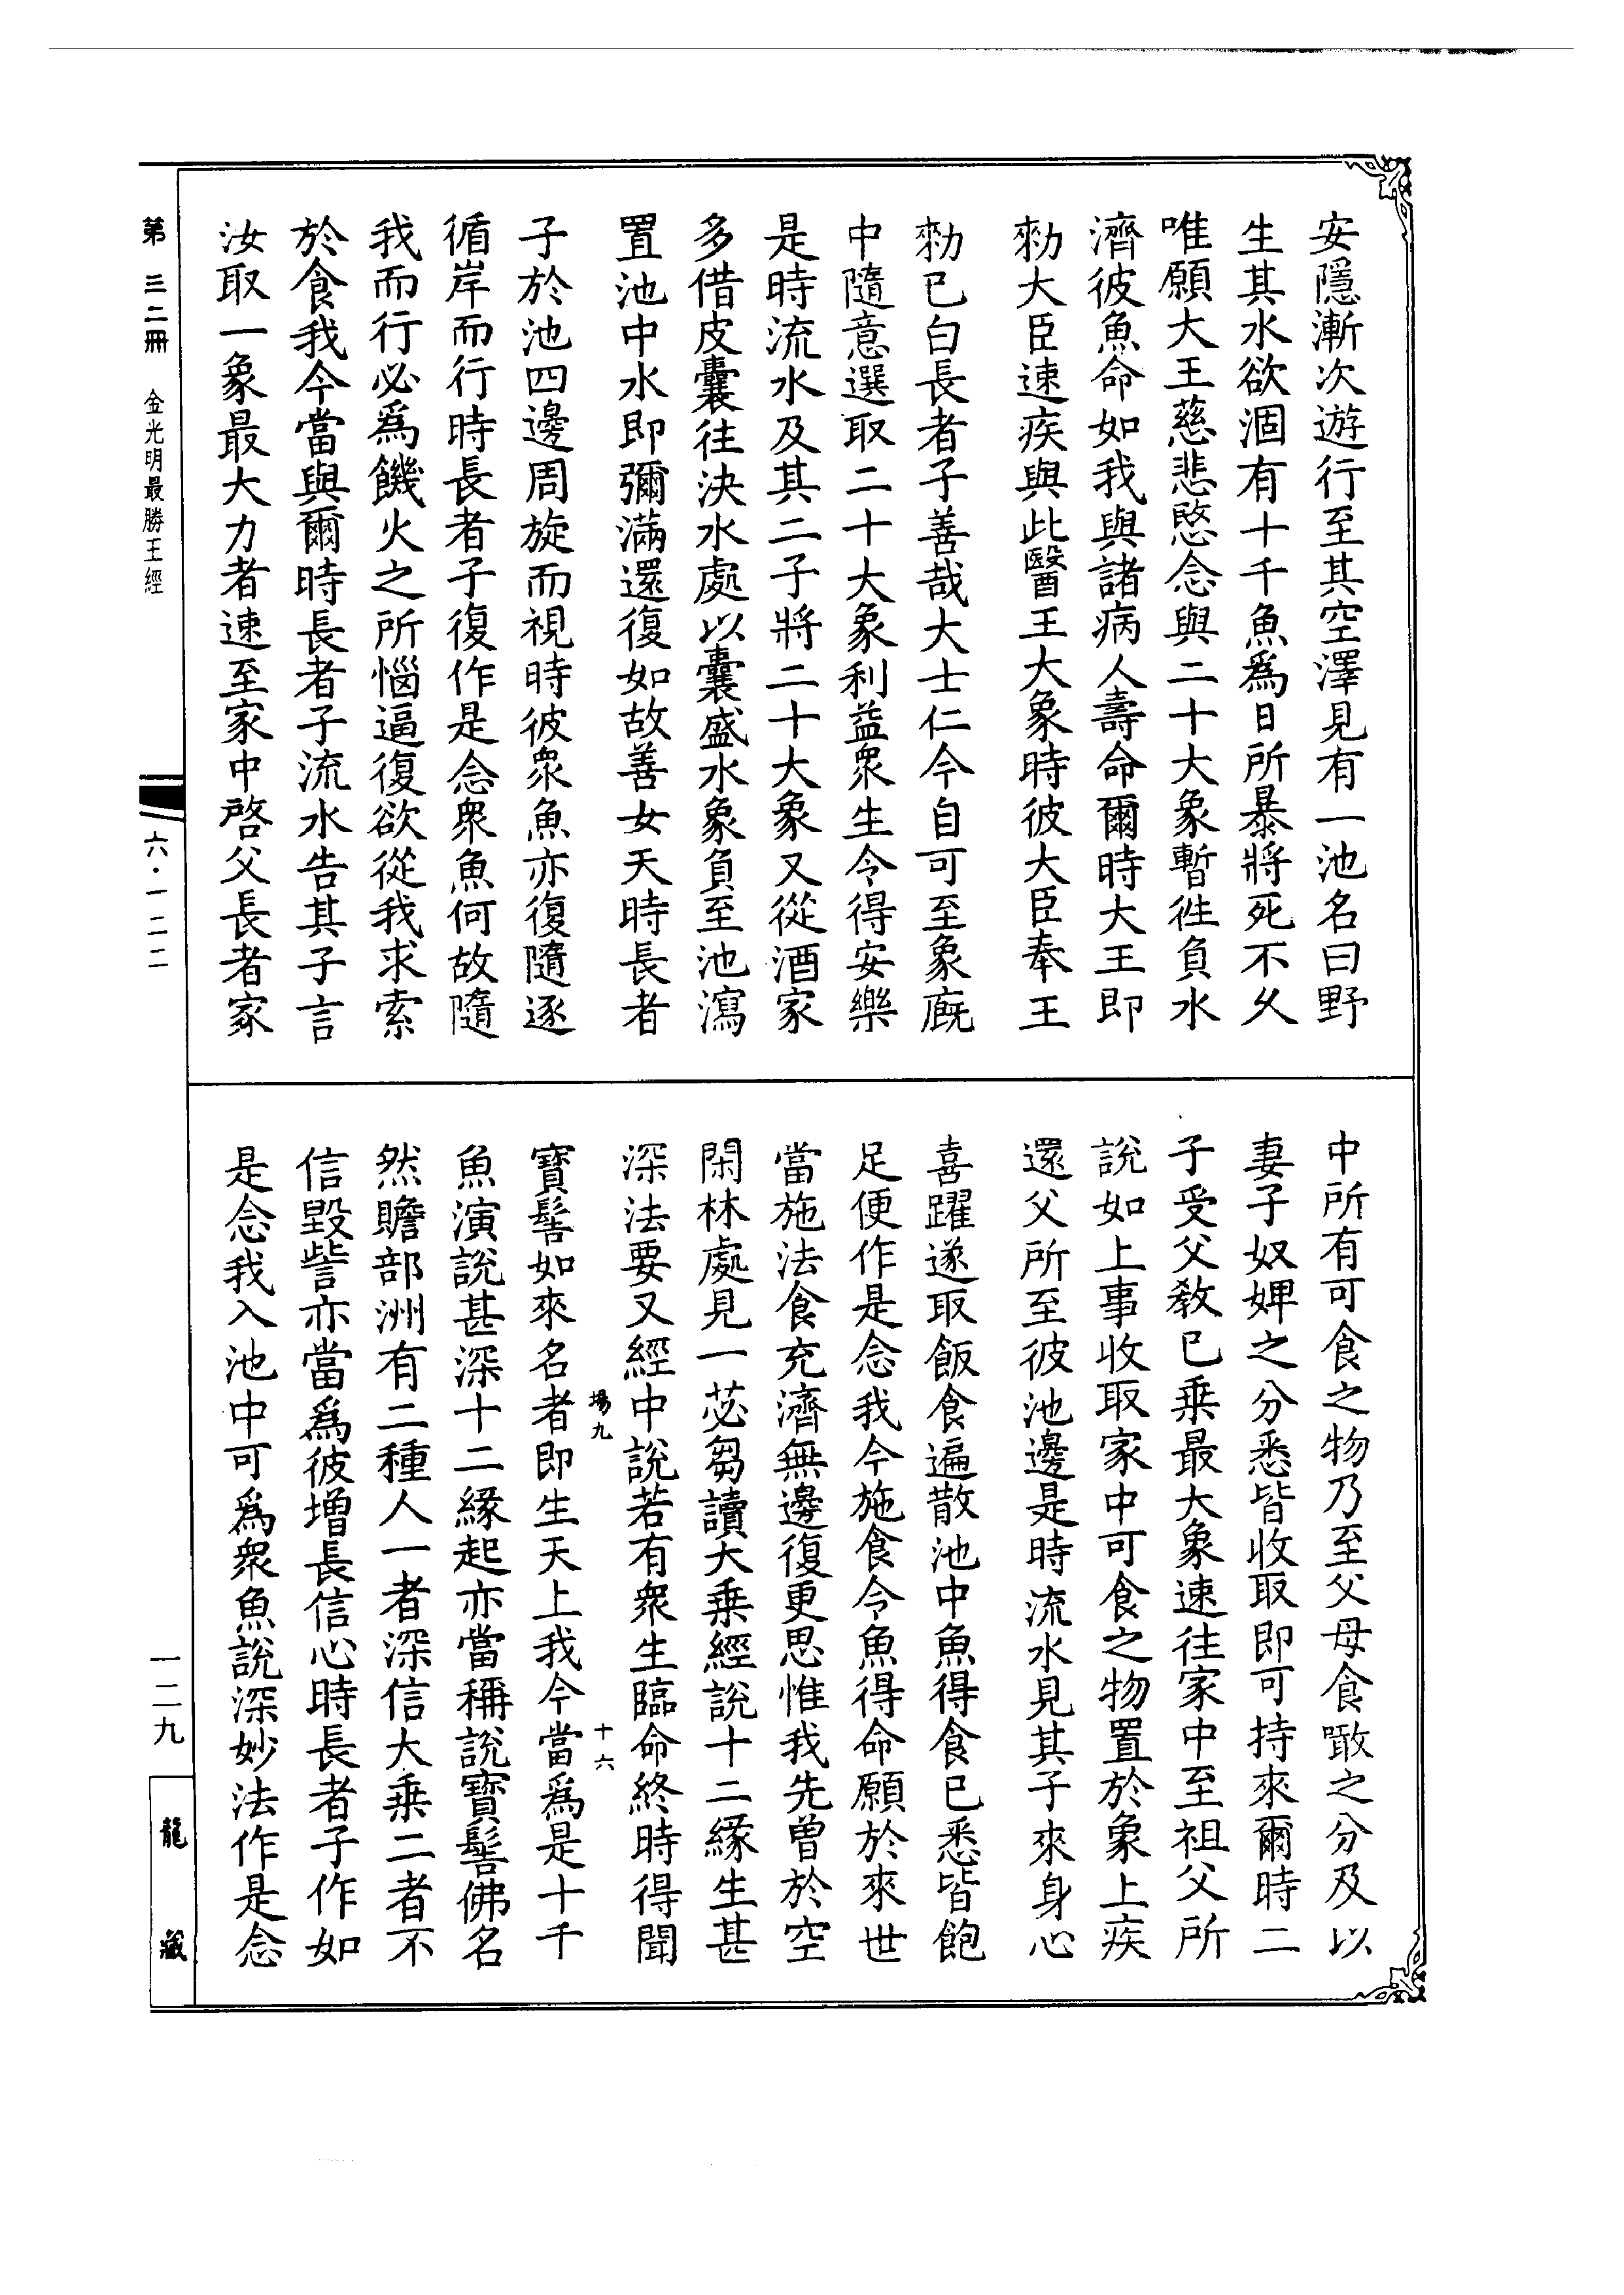 安隱漸次遊行至其空澤見有一池名曰野
生其水欲涸有十千魚為日所暴將死不久
唯願大王慈悲愍念與二十大象暫徃負水
濟彼魚命如我與諸病人壽命爾時大王即
勑大臣速疾與此醫王大象時彼大臣奉王
勑已白長者子善哉大士仁今自可至象廐
中隨意選取二十大象利益衆生令得安樂
是時流水及其二子將二十大象又從酒家
多借皮囊往決水處以囊盛水象負至池瀉
置池中水即彌滿還復如故善女天時長者
子於池四邊周旋而視時彼衆魚亦復隨逐
循岸而行時長者子復作是念衆魚何故隨
我而行必為饑火之所惱逼復欲從我求索
於食我今當與爾時長者子流水告其子言
汝取一象最大力者速至家中啓父長者家
中所有可食之物乃至父母食噉之分及以
妻子奴婢之分悉皆收取即可持來爾時二
子受父教已乗最大象速往家中至祖父所
說如上事收取家中可食之物置於象上疾
還父所至彼池邊是時流水見其子來身心
喜躍遂取飯食遍散池中魚得食已悉皆飽
足便作是念我今施食令魚得命願於來世
當施法食充濟無邊復更思惟我先曾於空
閑林處見一苾芻讀大乗經說十二緣生甚
深法要又經中說若有衆生臨命終時得聞
塲九 十六
寶髻如來名者即生天上我今當為是十千
魚演說甚深十二緣起亦當稱說寶髻佛名
然贍部洲有二種人一者深信大乗二者不
信毀訾亦當為彼增長信心時長者子作如
是念我入池中可為衆魚說深妙法作是念
第三二冊 金光明最勝王經
六·一二二
一二九
龍藏